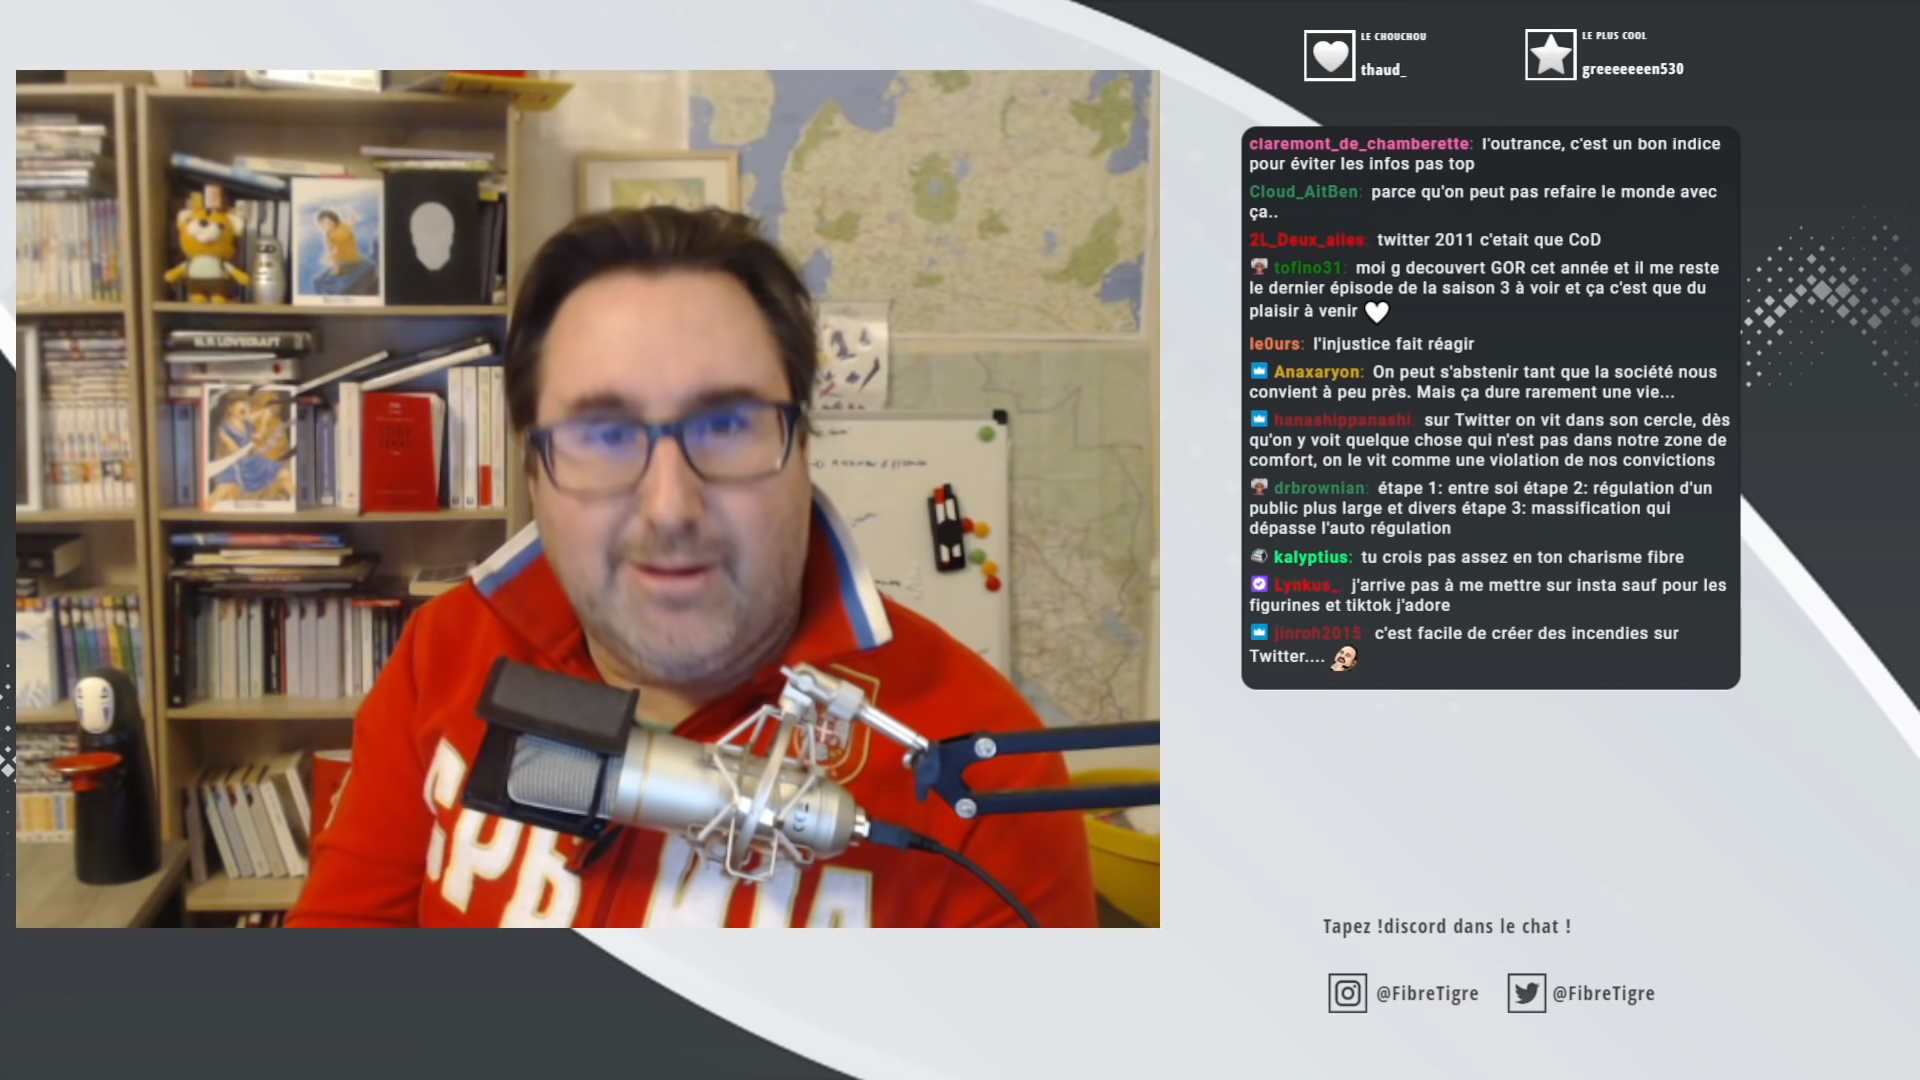 LE CHOUCHOU
thaud_
LE PLUS COOL
greeeeeeen530
claremont_de_chamberette: l'outrance, c'est un bon indice
pour éviter les infos pas top
Cloud_AitBen: parce qu'on peut pas refaire le monde avec
ça..
2L_Deux_ailes: twitter 2011 c'etait que CoD
tofino31: moi g decouvert GOR cet année et il me reste
le dernier épisode de la saison 3 à voir et ça c'est que du
plaisir à venir
le0urs: l'injustice fait réagir
Anaxaryon: On peut s'abstenir tant que la société nous
convient à peu près. Mais ça dure rarement une vie...
hanashippanashi: sur Twitter on vit dans son cercle, dès
qu'on y voit quelque chose qui n'est pas dans notre zone de
comfort, on le vit comme une violation de nos convictions
drbrownian: étape 1: entre soi étape 2: régulation d'un
public plus large et divers étape 3: massification qui
dépasse l'auto régulation
kalyptius: tu crois pas assez en ton charisme fibre
Lynkus_: j'arrive pas à me mettre sur insta sauf pour les
figurines et tiktok j'adore
jinroh2015: c'est facile de créer des incendies sur
Twitter....
H.P. LOVECRAFT
CODE
PÉNAL
CE
Tapez !discord dans le chat !
@FibreTigre
@FibreTigre